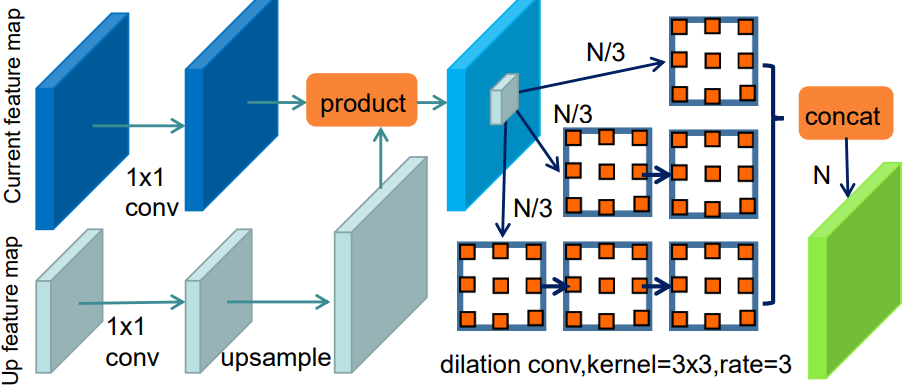 Current feature map
1x1
conv
product
N/3
N/3
N/3
concat
N
Up feature map
1x1
conv
upsample
dilation conv,kernel=3x3,rate=3